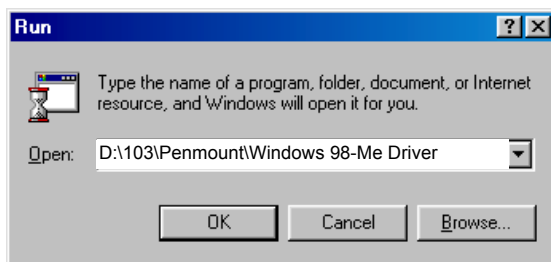 Run
Type the name of a program, folder, document, or Internet
resource, and Windows will open it for you.
Open: D:\103\Penmount\Windows 98-Me Driver
OK Cancel Browse...